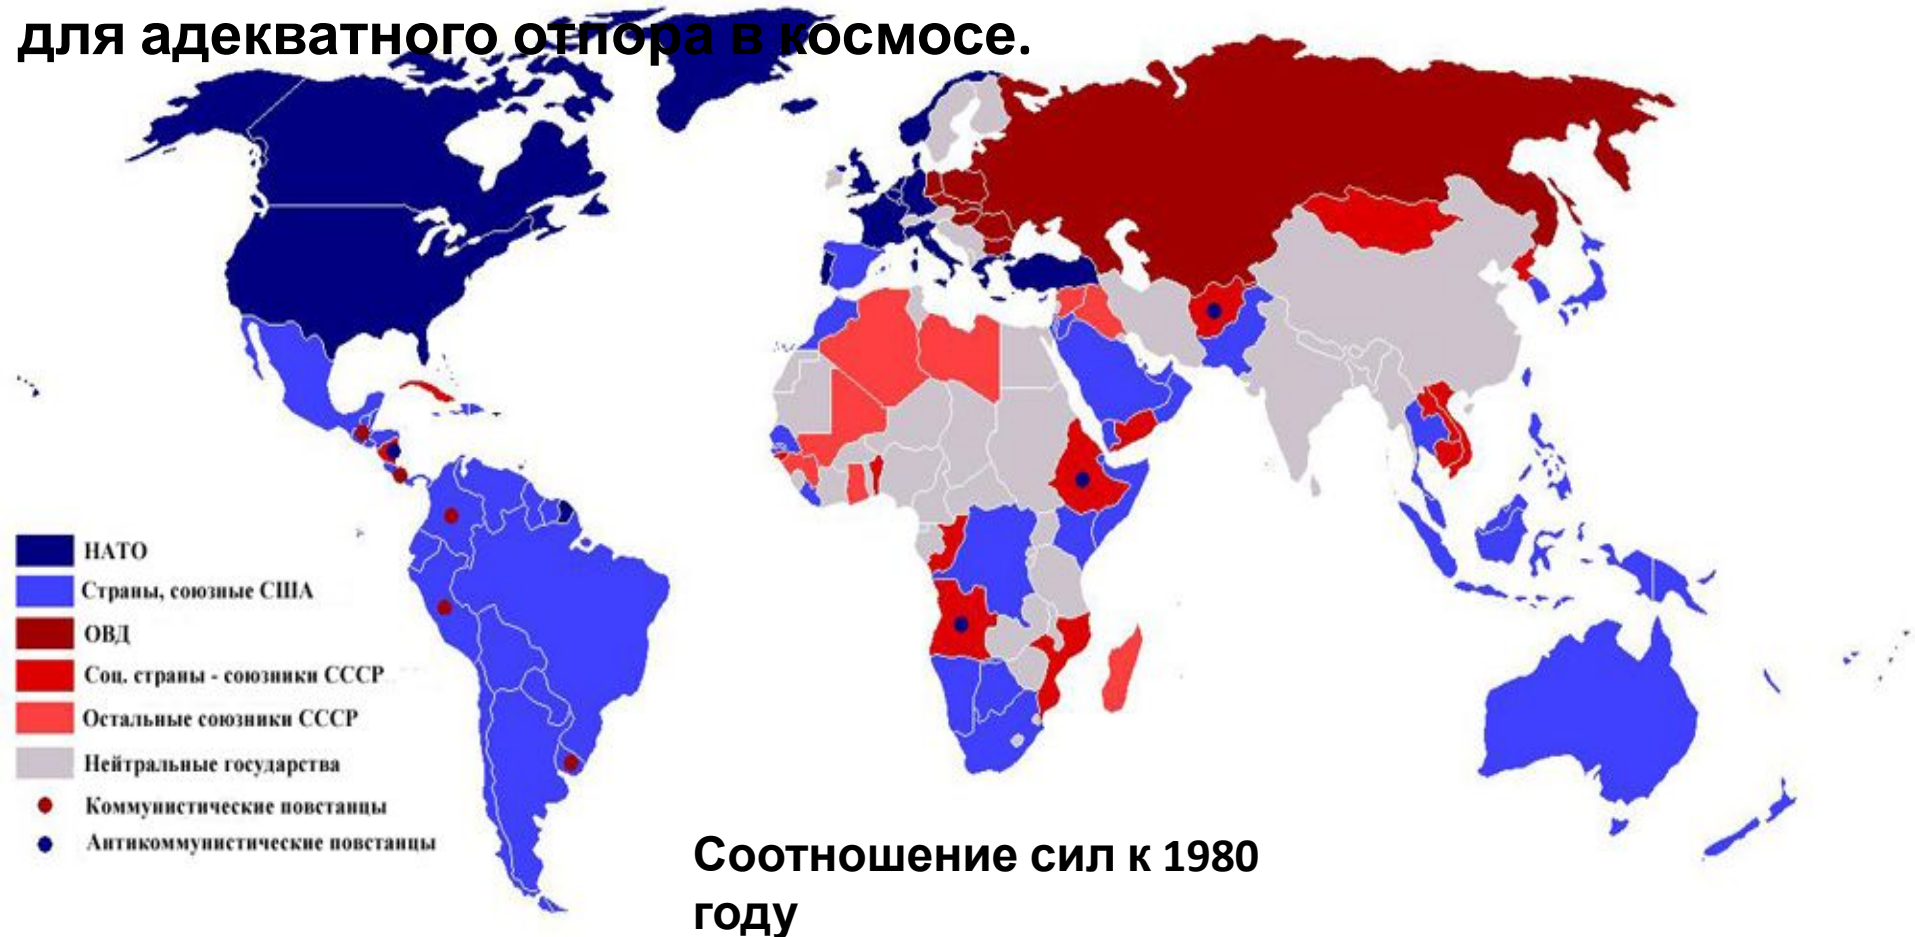 для адекватного отпора в космосе.
НАТО
Страны, союзные США
ОВД
Соц. страны - союзники СССР
Остальные союзники СССР
Нейтральные государства
Коммунистические повстанцы
Антикоммунистические повстанцы
Соотношение сил к 1980
году